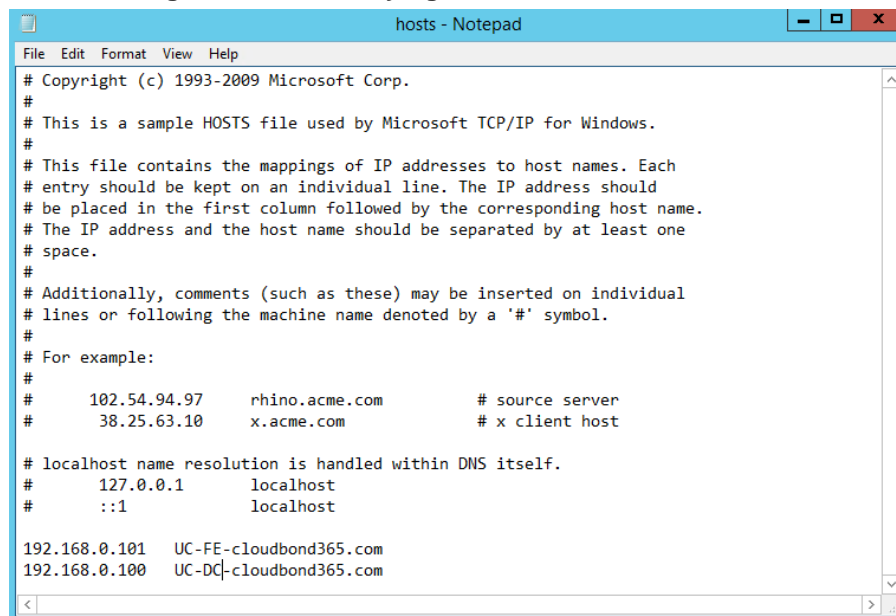 hosts - Notepad
File Edit Format View Help
# Copyright (c) 1993-2009 Microsoft Corp.
#
# This is a sample HOSTS file used by Microsoft TCP/IP for Windows.
#
# This file contains the mappings of IP addresses to host names. Each
# entry should be kept on an individual line. The IP address should
# be placed in the first column followed by the corresponding host name.
# The IP address and the host name should be separated by at least one
# space.
#
# Additionally, comments (such as these) may be inserted on individual
# lines or following the machine name denoted by a '#' symbol.
#
# For example:
#
#      102.54.94.97     rhino.acme.com          # source server
#       38.25.63.10     x.acme.com              # x client host

# localhost name resolution is handled within DNS itself.
#       127.0.0.1       localhost
#       ::1             localhost

192.168.0.101   UC-FE-cloudbond365.com
192.168.0.100   UC-DC-cloudbond365.com